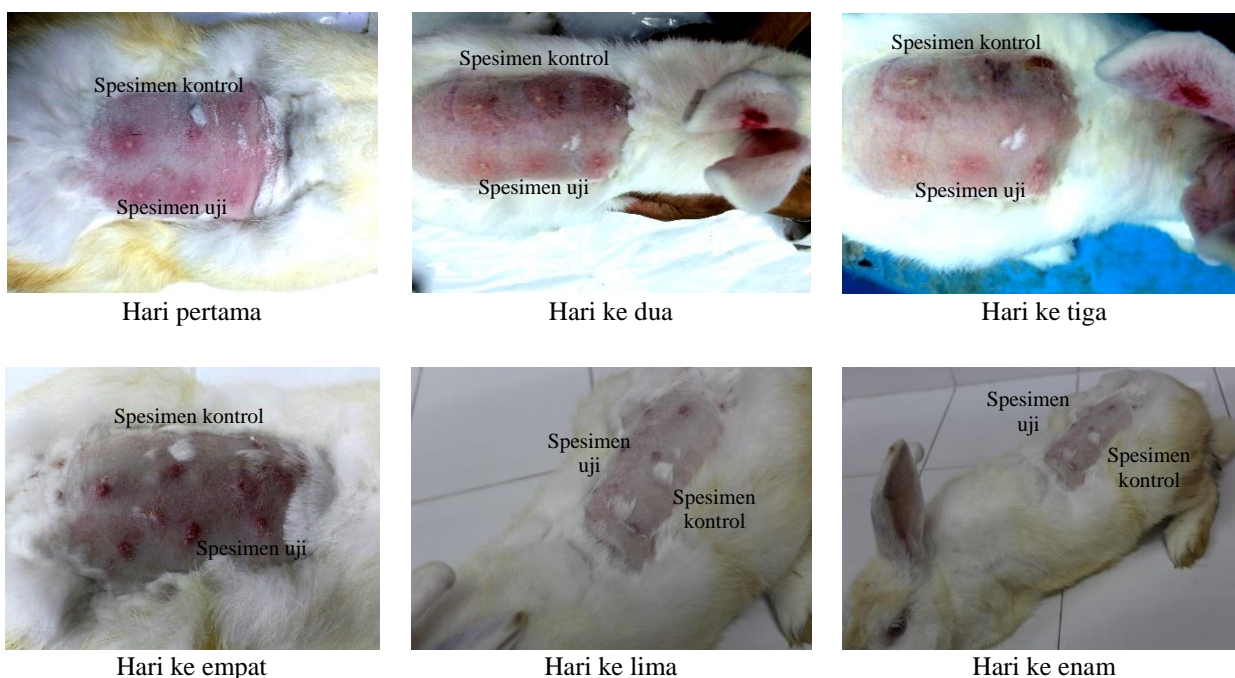 Spesimen kontrol
Spesimen uji
Hari pertama
Spesimen kontrol
Spesimen uji
Hari ke dua
Spesimen kontrol
Spesimen uji
Hari ke tiga
Spesimen kontrol
Spesimen uji
Hari ke empat
Spesimen
uji
Spesimen
kontrol
Hari ke lima
Spesimen
uji
Spesimen
kontrol
Hari ke enam